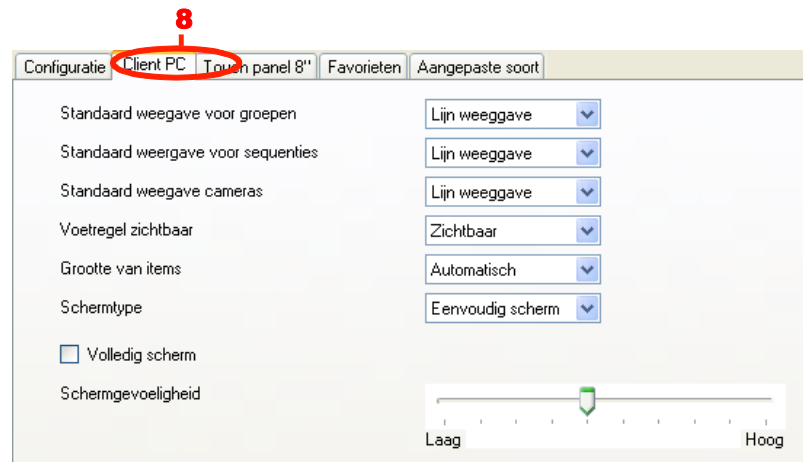 8
Configuratie Client PC Touch panel 8" Favorieten Aangepaste soort
Standaard weegave voor groepen Lijn weeggave
Standaard weergave voor sequenties Lijn weeggave
Standaard weegave cameras Lijn weeggave
Voetregel zichtbaar Zichtbaar
Grootte van items Automatisch
Schermtype Eenvoudig scherm
Volledig scherm
Schermgevoeligheid
Laag Hoog